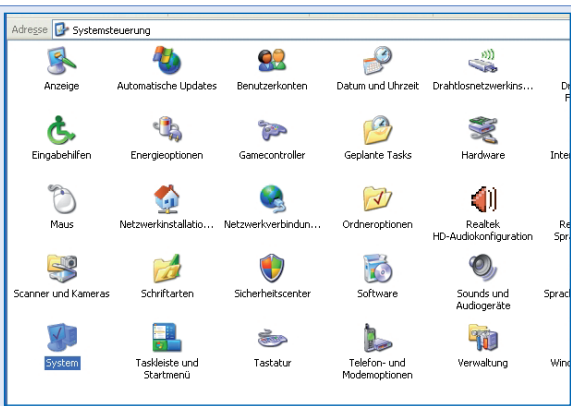 Adresse Systemsteuerung
Anzeige Automatische Updates Benutzerkonten Datum und Uhrzeit Drahtlosnetzwerkins...
Eingabehilfen Energieoptionen Gamecontroller Geplante Tasks Hardware
Maus Netzwerkinstallatio... Netzwerkverbindun... Ordneroptionen Realtek
HD-Audiokonfiguration
Scanner und Kameras Schriftarten Sicherheitscenter Software Sounds und
Audiogeräte
System Taskleiste und
Startmenü
Tastatur Telefon- und
Modemoptionen
Verwaltung